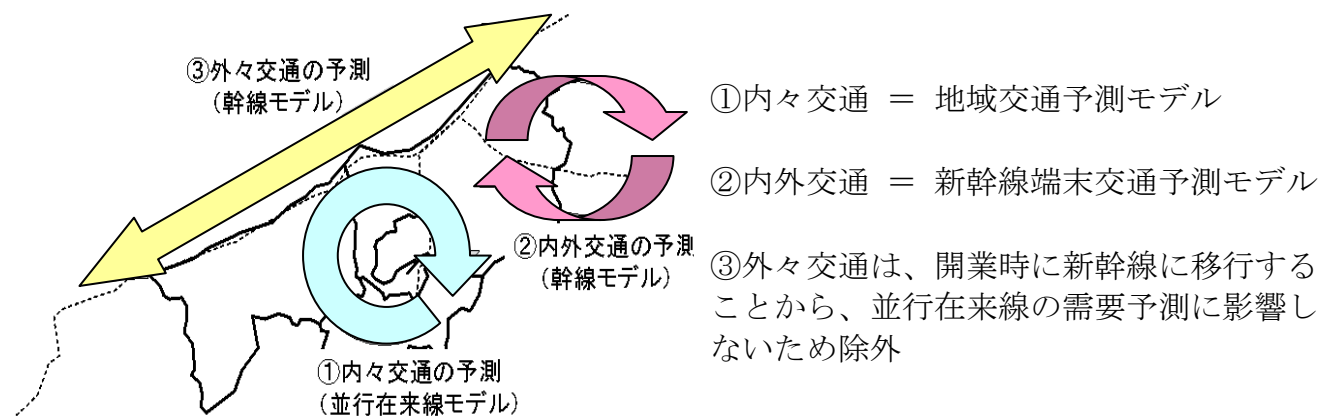 ③外々交通の予測
(幹線モデル)
②内外交通の予測
(幹線モデル)
①内々交通の予測
(並行在来線モデル)
①内々交通 ＝ 地域交通予測モデル
②内外交通 ＝ 新幹線端末交通予測モデル
③外々交通は、開業時に新幹線に移行する
ことから、並行在来線の需要予測に影響し
ないため除外